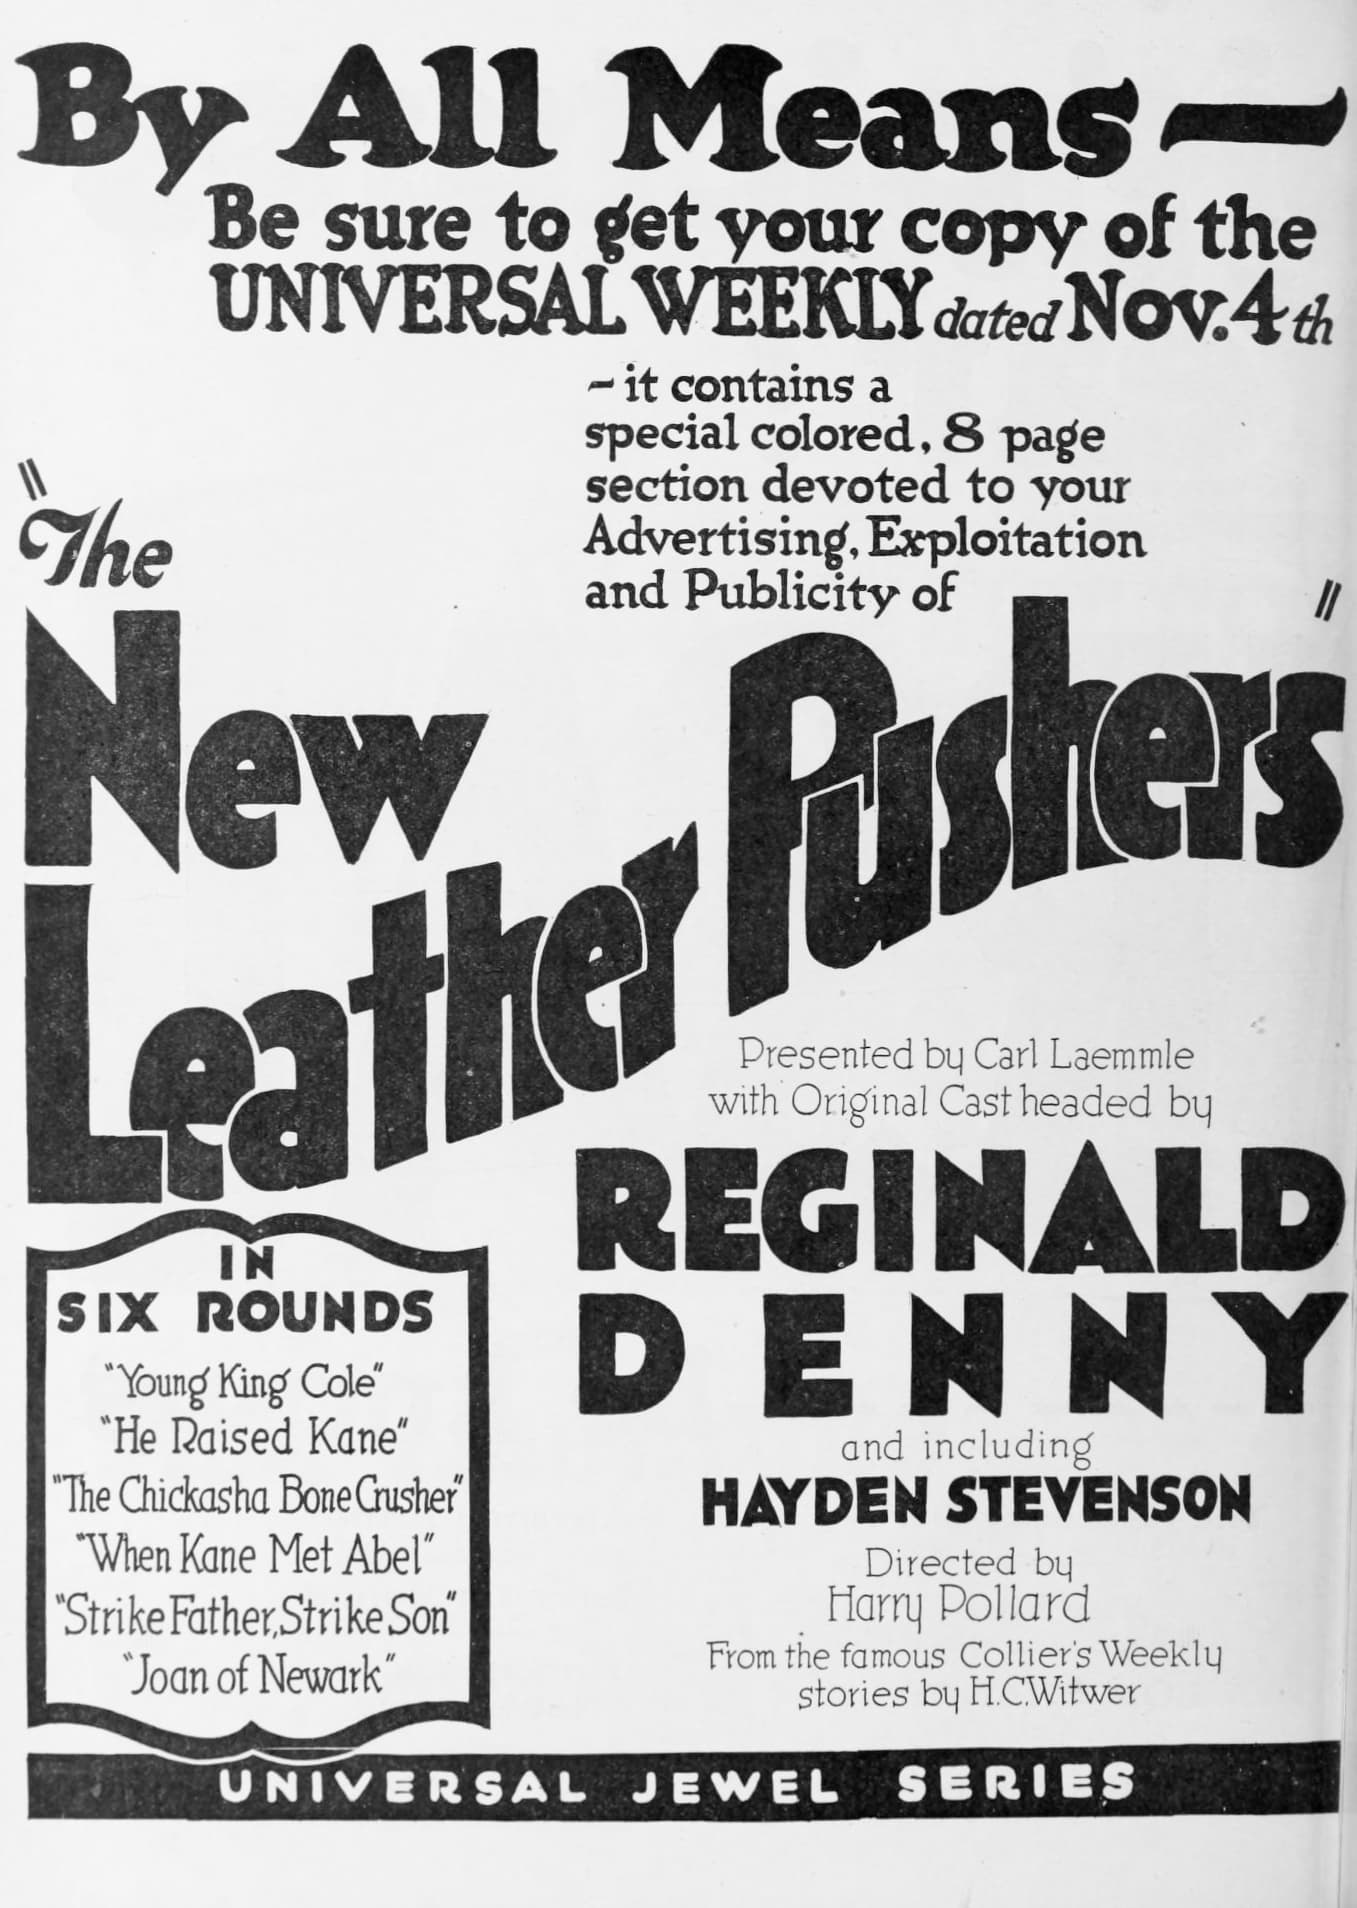 By All Means —
Be sure to get your copy of the
UNIVERSAL WEEKLY dated Nov. 4th
- it contains a
special colored, 8 page
section devoted to your
Advertising, Exploitation
and Publicity of
"The
New
Leather Pushers"
Presented by Carl Laemmle
with Original Cast headed by
REGINALD
DENNY
and including
HAYDEN STEVENSON
Directed by
Harry Pollard
From the famous Collier's Weekly
stories by H.C. Witwer
IN
SIX ROUNDS
"Young King Cole"
"He Raised Kane"
"The Chickasha Bone Crusher"
"When Kane Met Abel"
"Strike Father, Strike Son"
"Joan of Newark"
UNIVERSAL JEWEL SERIES